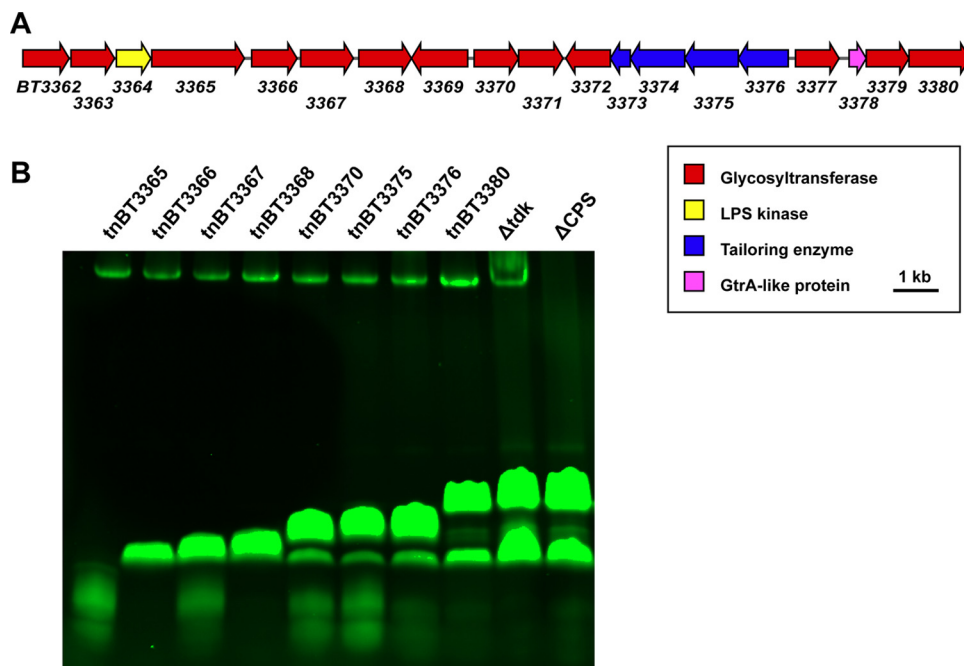 A
BT3362 3364 3365 3366 3368 3369 3370 3372 3374 3376 3377 3379 3380
3363 3367 3371 3373 3375 3378
B
tnBT3365 tnBT3366 tnBT3367 tnBT3368 tnBT3370 tnBT3375 tnBT3376 tnBT3380 Δtdk ΔCPS
Glycosyltransferase
LPS kinase
Tailoring enzyme
GtrA-like protein
1 kb